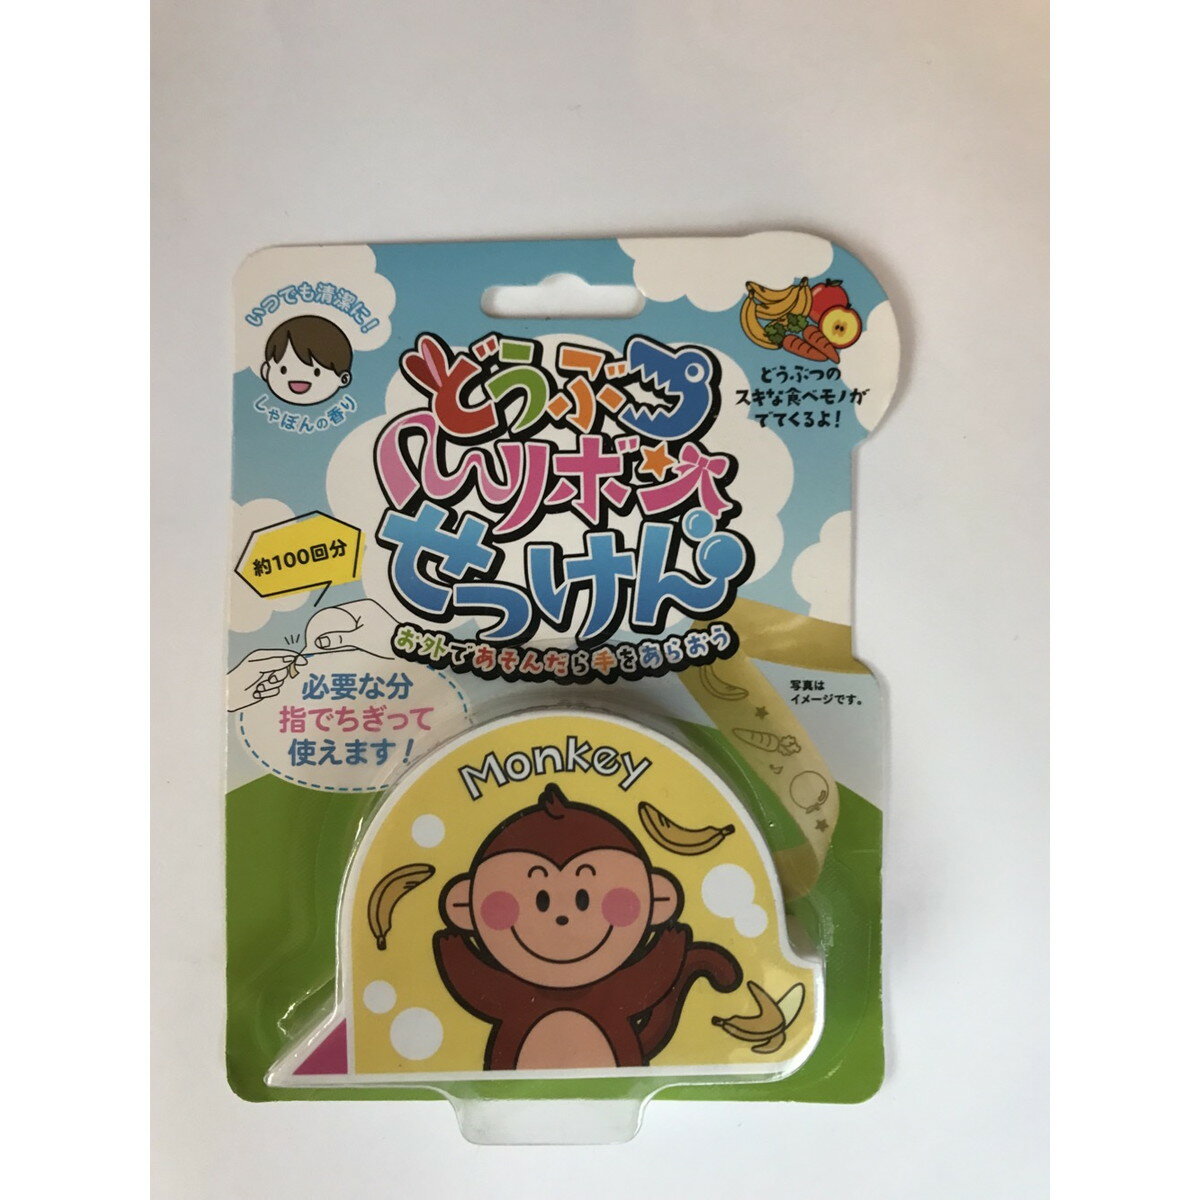 いつでも清潔に!
しゃぼんの香り
どうぶつ
リボン
せっけん
お外であそんだら手をあらおう
どうぶつの
スキな食べモノが
でてくるよ!
約100回分
必要な分
指でちぎって
使えます!
写真は
イメージです。
Monkey